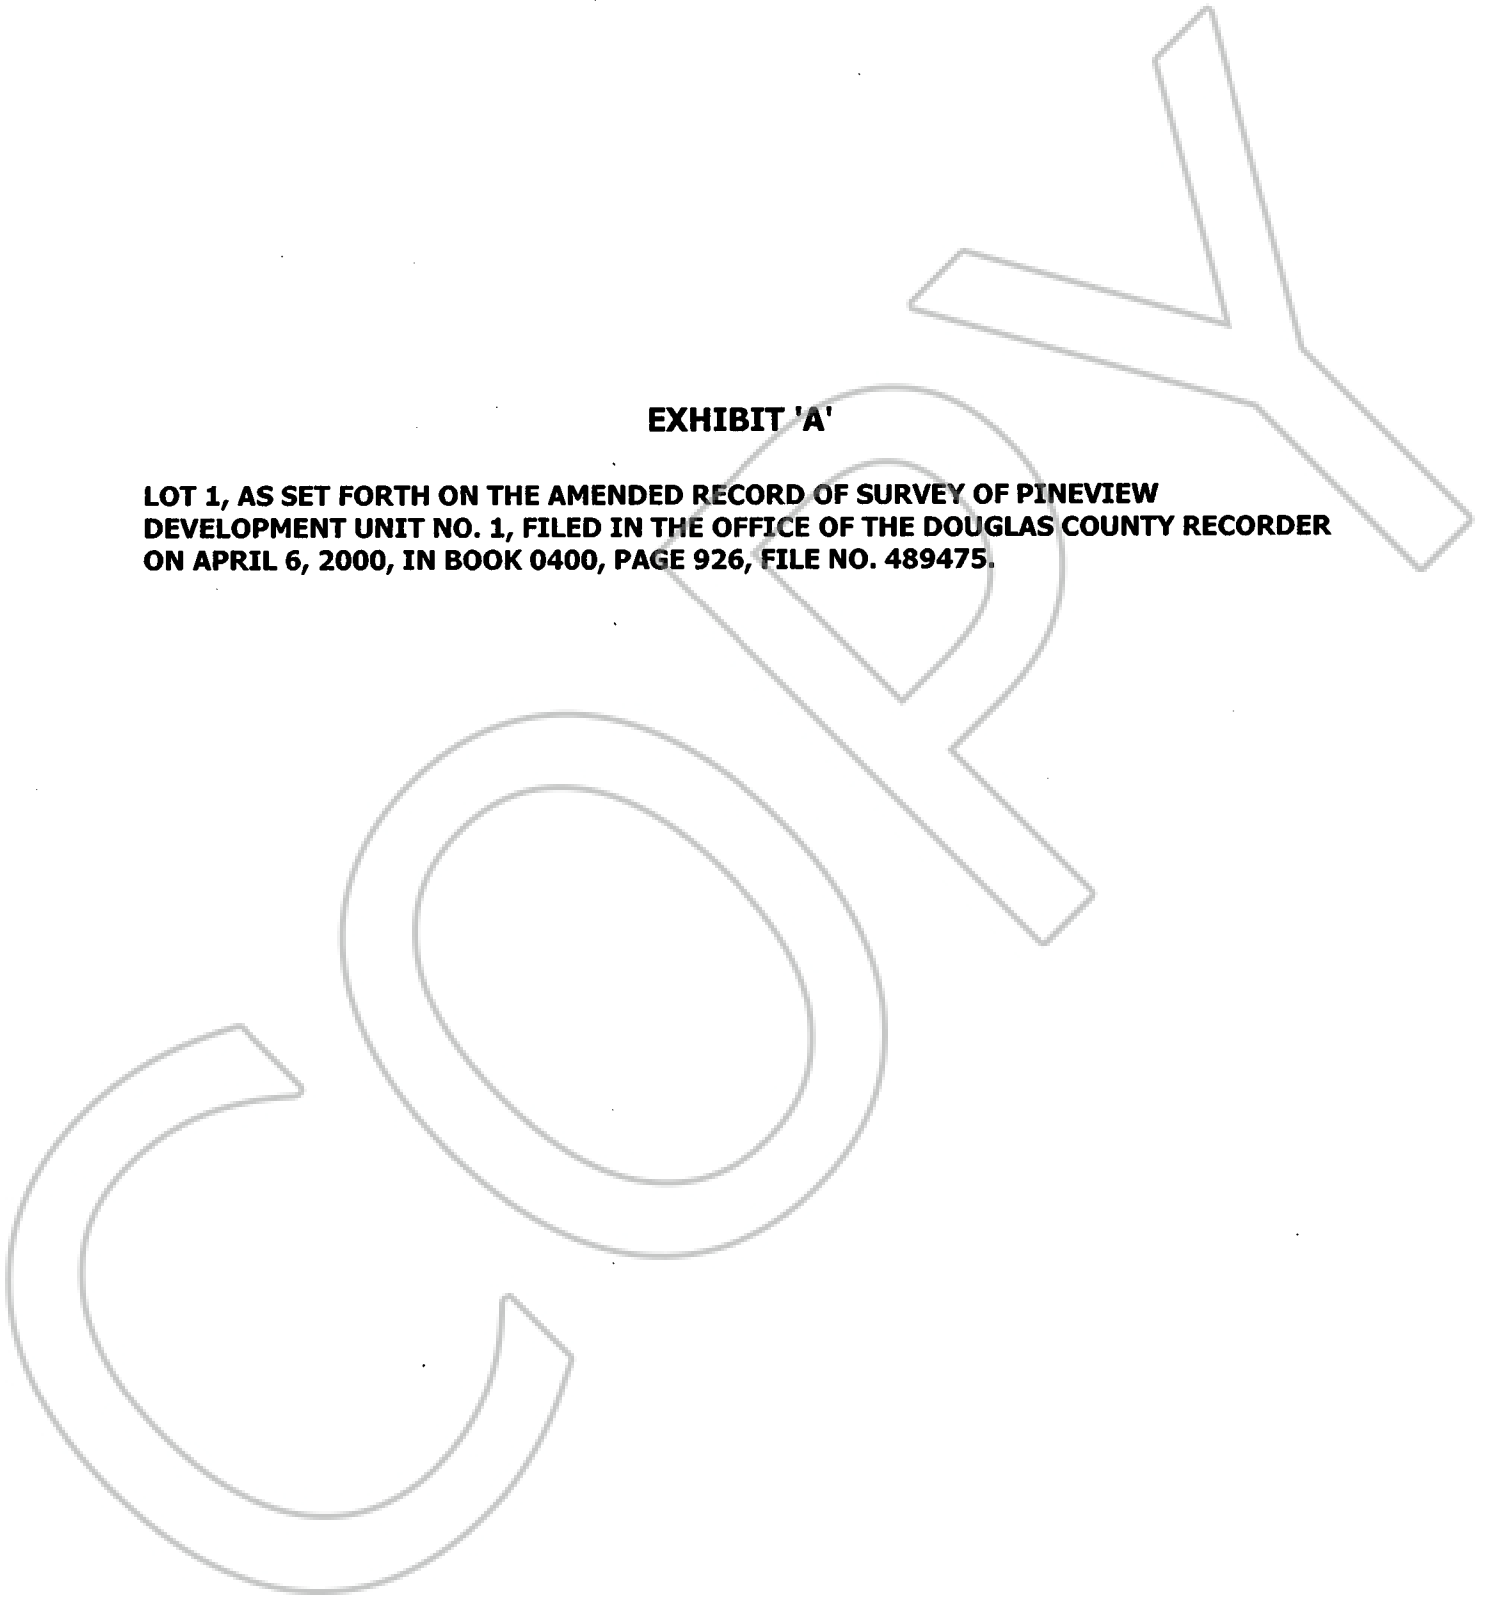 EXHIBIT 'A'
LOT 1, AS SET FORTH ON THE AMENDED RECORD OF SURVEY OF PINEVIEW
DEVELOPMENT UNIT NO. 1, FILED IN THE OFFICE OF THE DOUGLAS COUNTY RECORDER
ON APRIL 6, 2000, IN BOOK 0400, PAGE 926, FILE NO. 489475.
COPY